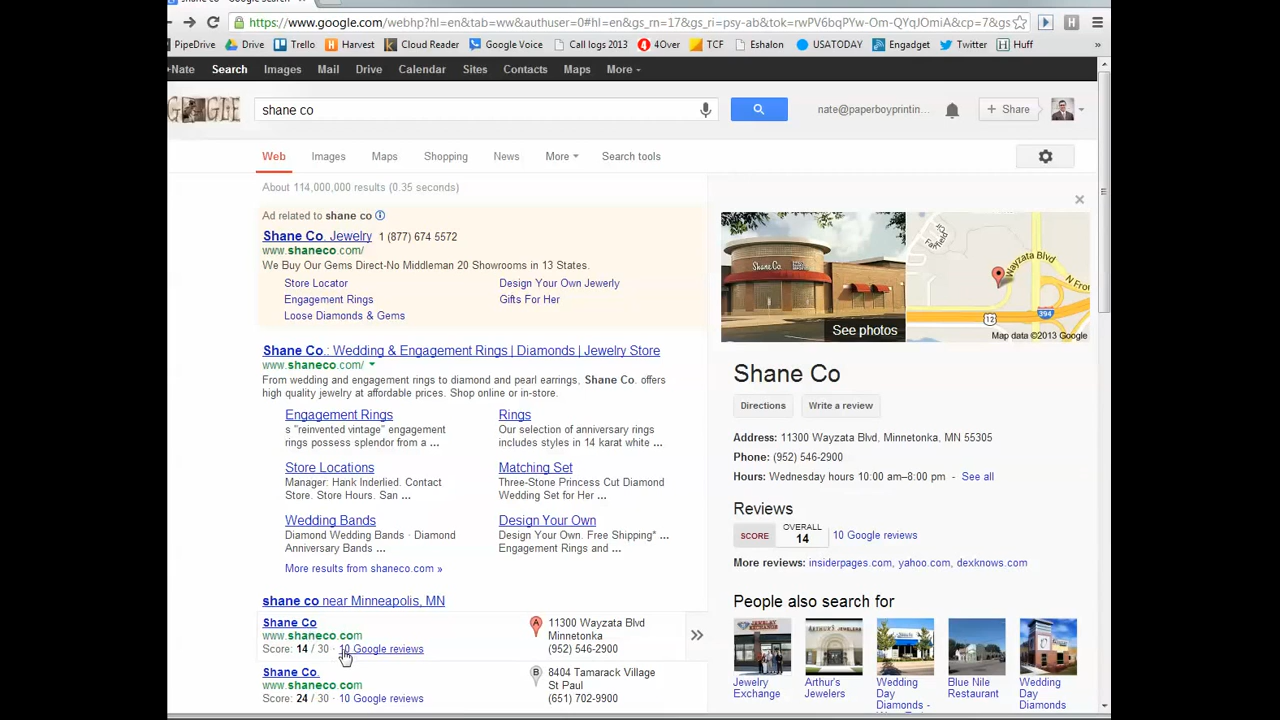 https://www.google.com/webhp?hl=en&tab=ww&authuser=0#hl=en&gs_rn=17&gs_ri=psy-ab&tok=rwPV6bqPYw-Om-QYqJOmiA&cp=7&gs
PipeDrive Drive Trello Harvest Cloud Reader Google Voice Call logs 2013 4Over TCF Eshalon USATODAY Engadget Twitter Huff »
+Nate Search Images Mail Drive Calendar Sites Contacts Maps More
shane co
nate@paperboyprintin... + Share
Web Images Maps Shopping News More Search tools
About 114,000,000 results (0.35 seconds)
Ad related to shane co
Shane Co. Jewelry 1 (877) 674 5572
www.shaneco.com/
We Buy Our Gems Direct-No Middleman 20 Showrooms in 13 States.
Store Locator Design Your Own Jewerly
Engagement Rings Gifts For Her
Loose Diamonds & Gems
Shane Co.: Wedding & Engagement Rings | Diamonds | Jewelry Store
www.shaneco.com/
From wedding and engagement rings to diamond and pearl earrings, Shane Co. offers
high quality jewelry at affordable prices. Shop online or in-store.
Engagement Rings
s "reinvented vintage" engagement
rings possess splendor from a ...
Rings
Our selection of anniversary rings
includes styles in 14 karat white ...
Store Locations
Manager: Hank Inderlied. Contact
Store. Store Hours. San ...
Matching Set
Three-Stone Princess Cut Diamond
Wedding Set for Her ...
Wedding Bands
Diamond Wedding Bands · Diamond
Anniversary Bands ...
Design Your Own
Design Your Own. Free Shipping* ...
Engagement Rings and ...
More results from shaneco.com »
shane co near Minneapolis, MN
Shane Co
www.shaneco.com
Score: 14 / 30 · 10 Google reviews
A
11300 Wayzata Blvd
Minnetonka
(952) 546-2900
»
Shane Co.
www.shaneco.com
Score: 24 / 30 · 10 Google reviews
B
8404 Tamarack Village
St Paul
(651) 702-9900
Shane Co.
See photos
Fairfield
Wayzata Blvd
N Fror
12
394
Map data ©2013 Google
Shane Co
Directions Write a review
Address: 11300 Wayzata Blvd, Minnetonka, MN 55305
Phone: (952) 546-2900
Hours: Wednesday hours 10:00 am–8:00 pm - See all
Reviews
SCORE OVERALL 14 10 Google reviews
More reviews: insiderpages.com, yahoo.com, dexknows.com
People also search for
Jewelry
Exchange
Arthur's
Jewelers
Wedding
Day
Diamonds - 
Blue Nile
Restaurant
Wedding
Day
Diamonds